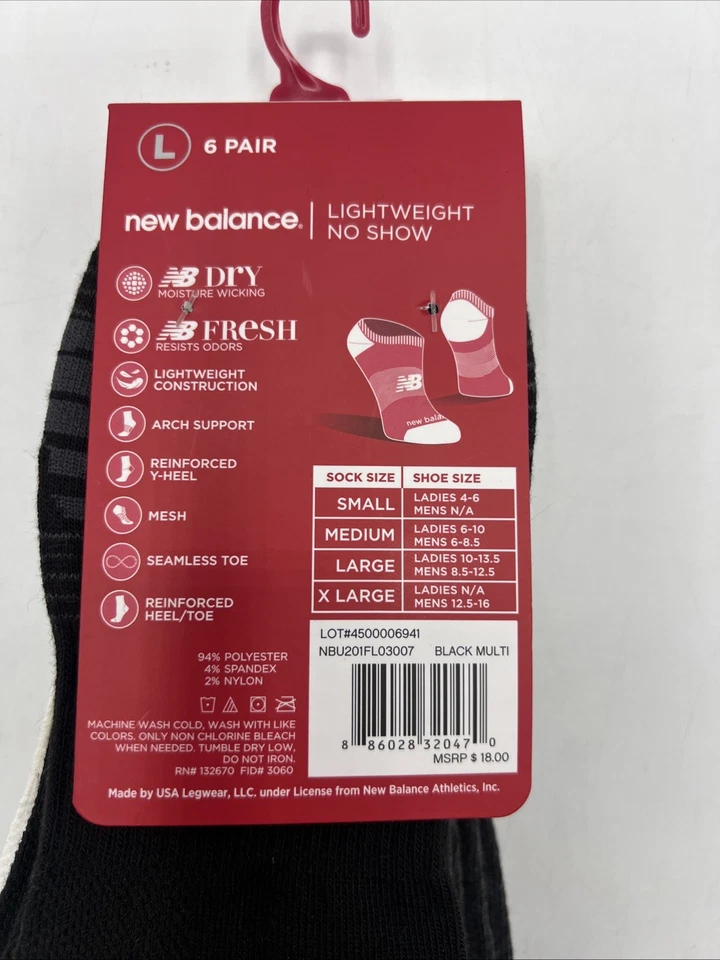 L 6 PAIR
new balance. LIGHTWEIGHT
NO SHOW
NB DRY
MOISTURE WICKING
NB FRESH
RESISTS ODORS
LIGHTWEIGHT
CONSTRUCTION
ARCH SUPPORT
REINFORCED
Y-HEEL
MESH
SEAMLESS TOE
REINFORCED
HEEL/TOE
NB
new bala
SOCK SIZE SHOE SIZE
SMALL LADIES 4-6
MENS N/A
MEDIUM LADIES 6-10
MENS 6-8.5
LARGE LADIES 10-13.5
MENS 8.5-12.5
X LARGE LADIES N/A
MENS 12.5-16
94% POLYESTER
4% SPANDEX
2% NYLON
MACHINE WASH COLD, WASH WITH LIKE
COLORS. ONLY NON CHLORINE BLEACH
WHEN NEEDED. TUMBLE DRY LOW,
DO NOT IRON.
RN# 132670 FID# 3060
LOT#4500006941
NBU201FL03007 BLACK MULTI
8 86028 32047 0
MSRP $ 18.00
Made by USA Legwear, LLC. under License from New Balance Athletics, Inc.